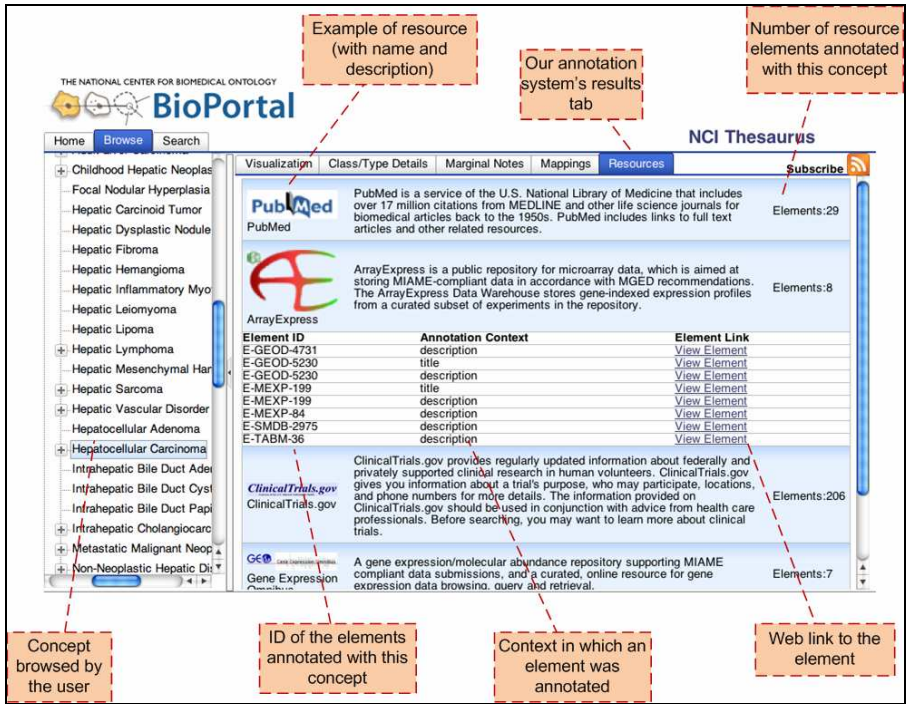 Example of resource
(with name and
description)
Our annotation
system's results
tab
Number of resource
elements annotated
with this concept
THE NATIONAL CENTER FOR BIOMEDICAL ONTOLOGY
BioPortal
Home Browse Search
NCI Thesaurus
Visualization Class/Type Details Marginal Notes Mappings Resources
Subscribe
Childhood Hepatic Neoplas
Focal Nodular Hyperplasia
Hepatic Carcinoid Tumor
Hepatic Dysplastic Nodule
Hepatic Fibroma
Hepatic Hemangioma
Hepatic Inflammatory Myo
Hepatic Leiomyoma
Hepatic Lipoma
Hepatic Lymphoma
Hepatic Mesenchymal Har
Hepatic Sarcoma
Hepatic Vascular Disorder
Hepatocellular Adenoma
Hepatocellular Carcinoma
Intrahepatic Bile Duct Ade
Intrahepatic Bile Duct Cyst
Intrahepatic Bile Duct Papi
Intrahepatic Cholangiocarc
Metastatic Malignant Neop
Non-Neoplastic Hepatic Dis
PubMed
PubMed
PubMed is a service of the U.S. National Library of Medicine that includes
over 17 million citations from MEDLINE and other life science journals for
biomedical articles back to the 1950s. PubMed includes links to full text
articles and other related resources.
Elements:29
ArrayExpress
ArrayExpress is a public repository for microarray data, which is aimed at
storing MIAME-compliant data in accordance with MGED recommendations.
The ArrayExpress Data Warehouse stores gene-indexed expression profiles
from a curated subset of experiments in the repository.
Elements:8
Element ID Annotation Context Element Link
E-GEOD-4731 description View Element
E-GEOD-5230 title View Element
E-GEOD-5230 description View Element
E-MEXP-199 title View Element
E-MEXP-199 description View Element
E-MEXP-84 description View Element
E-SMDB-2975 description View Element
E-TABM-36 description View Element
ClinicalTrials.gov
ClinicalTrials.gov
ClinicalTrials.gov provides regularly updated information about federally and
privately supported clinical research in human volunteers. ClinicalTrials.gov
gives you information about a trial's purpose, who may participate, locations,
and phone numbers for more details. The information provided on
ClinicalTrials.gov should be used in conjunction with advice from health care
professionals. Before searching, you may want to learn more about clinical
trials.
Elements:206
GEO
Gene Expression
Omnibus
A gene expression/molecular abundance repository supporting MIAME
compliant data submissions, and a curated, online resource for gene
expression data browsing, query and retrieval.
Elements:7
Concept
browsed by
the user
ID of the elements
annotated with this
concept
Context in which an
element was
annotated
Web link to the
element